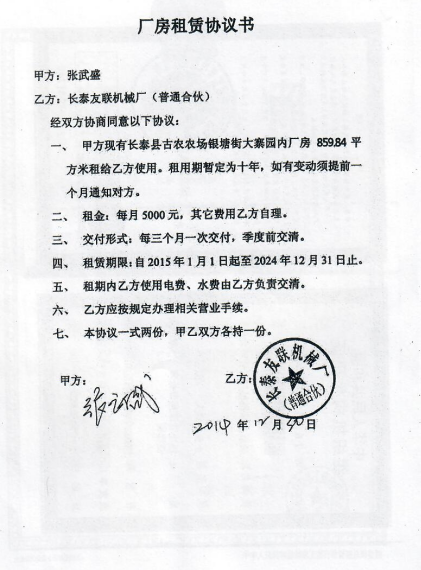 厂房租赁协议书
甲方：张武盛
乙方：长泰友联机械厂（普通合伙）
经双方协商同意以下协议：
一、 甲方现有长泰县古农农场银塘街大寨园内厂房 859.84 平
方米租给乙方使用。租用期暂定为十年，如有变动须提前一
个月通知对方。
二、 租金：每月 5000 元，其它费用乙方自理。
三、 交付形式：每三个月一次交付，季度前交清。
四、 租赁期限：自 2015 年 1 月 1 日起至 2024 年 12 月 31 日止。
五、 租期内乙方使用电费、水费由乙方负责交清。
六、 乙方应按规定办理相关营业手续。
七、 本协议一式两份，甲乙双方各持一份。
甲方： 乙方：
长泰友联机械厂
（普通合伙）
张武盛
2014 年 12 月 30 日